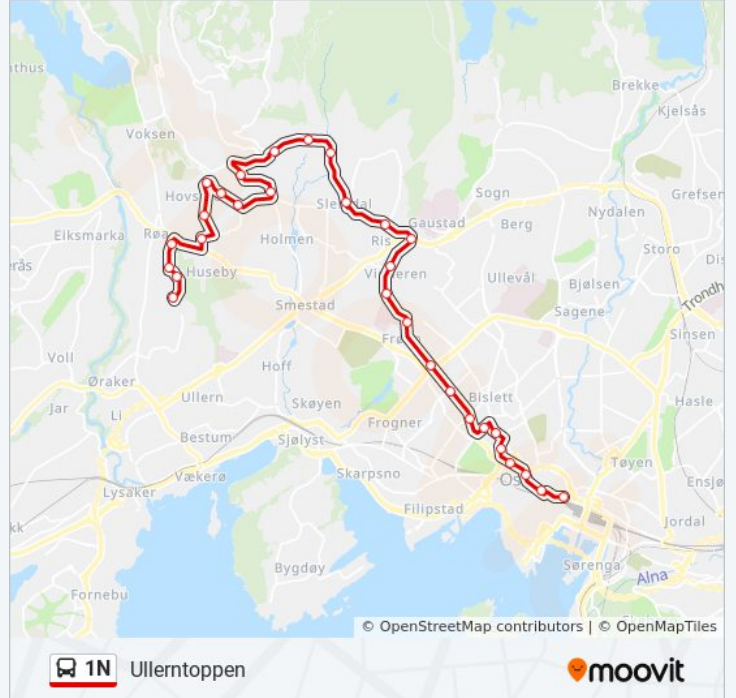 Brekke
nthus
Kjelsås
Voksen
Sogn
Grefsen
Hovs
Slemdal
Gaustad
Berg
Nydalen
Eiksmarka
Røa
Holmen
Ris
Storo
erås
Huseby
Vinderen
Ullevål
Bjølsen
Dis
Smestad
Sagene
Trondh
Sinsen
Voll
Frø
Hoff
Øraker
Ullern
Skøyen
Bislett
Hasle
Jar
Li
Frogner
Bestum
Sjølyst
Tøyen
Vækerø
Skarpsno
Os
Ensjø
Lysaker
Filipstad
kk
Jordal
Bygdøy
Sørenga
Alna
Fornebu
© OpenStreetMap contributors | © OpenMapTiles
1N Ullerntoppen
moovit